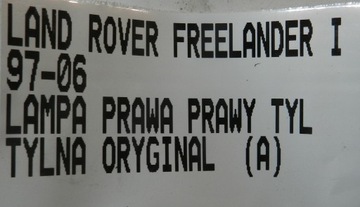 LAND ROVER FREELANDER I
97-06
LAMPA PRAWA PRAWY TYL
TYLNA ORYGINAL (A)